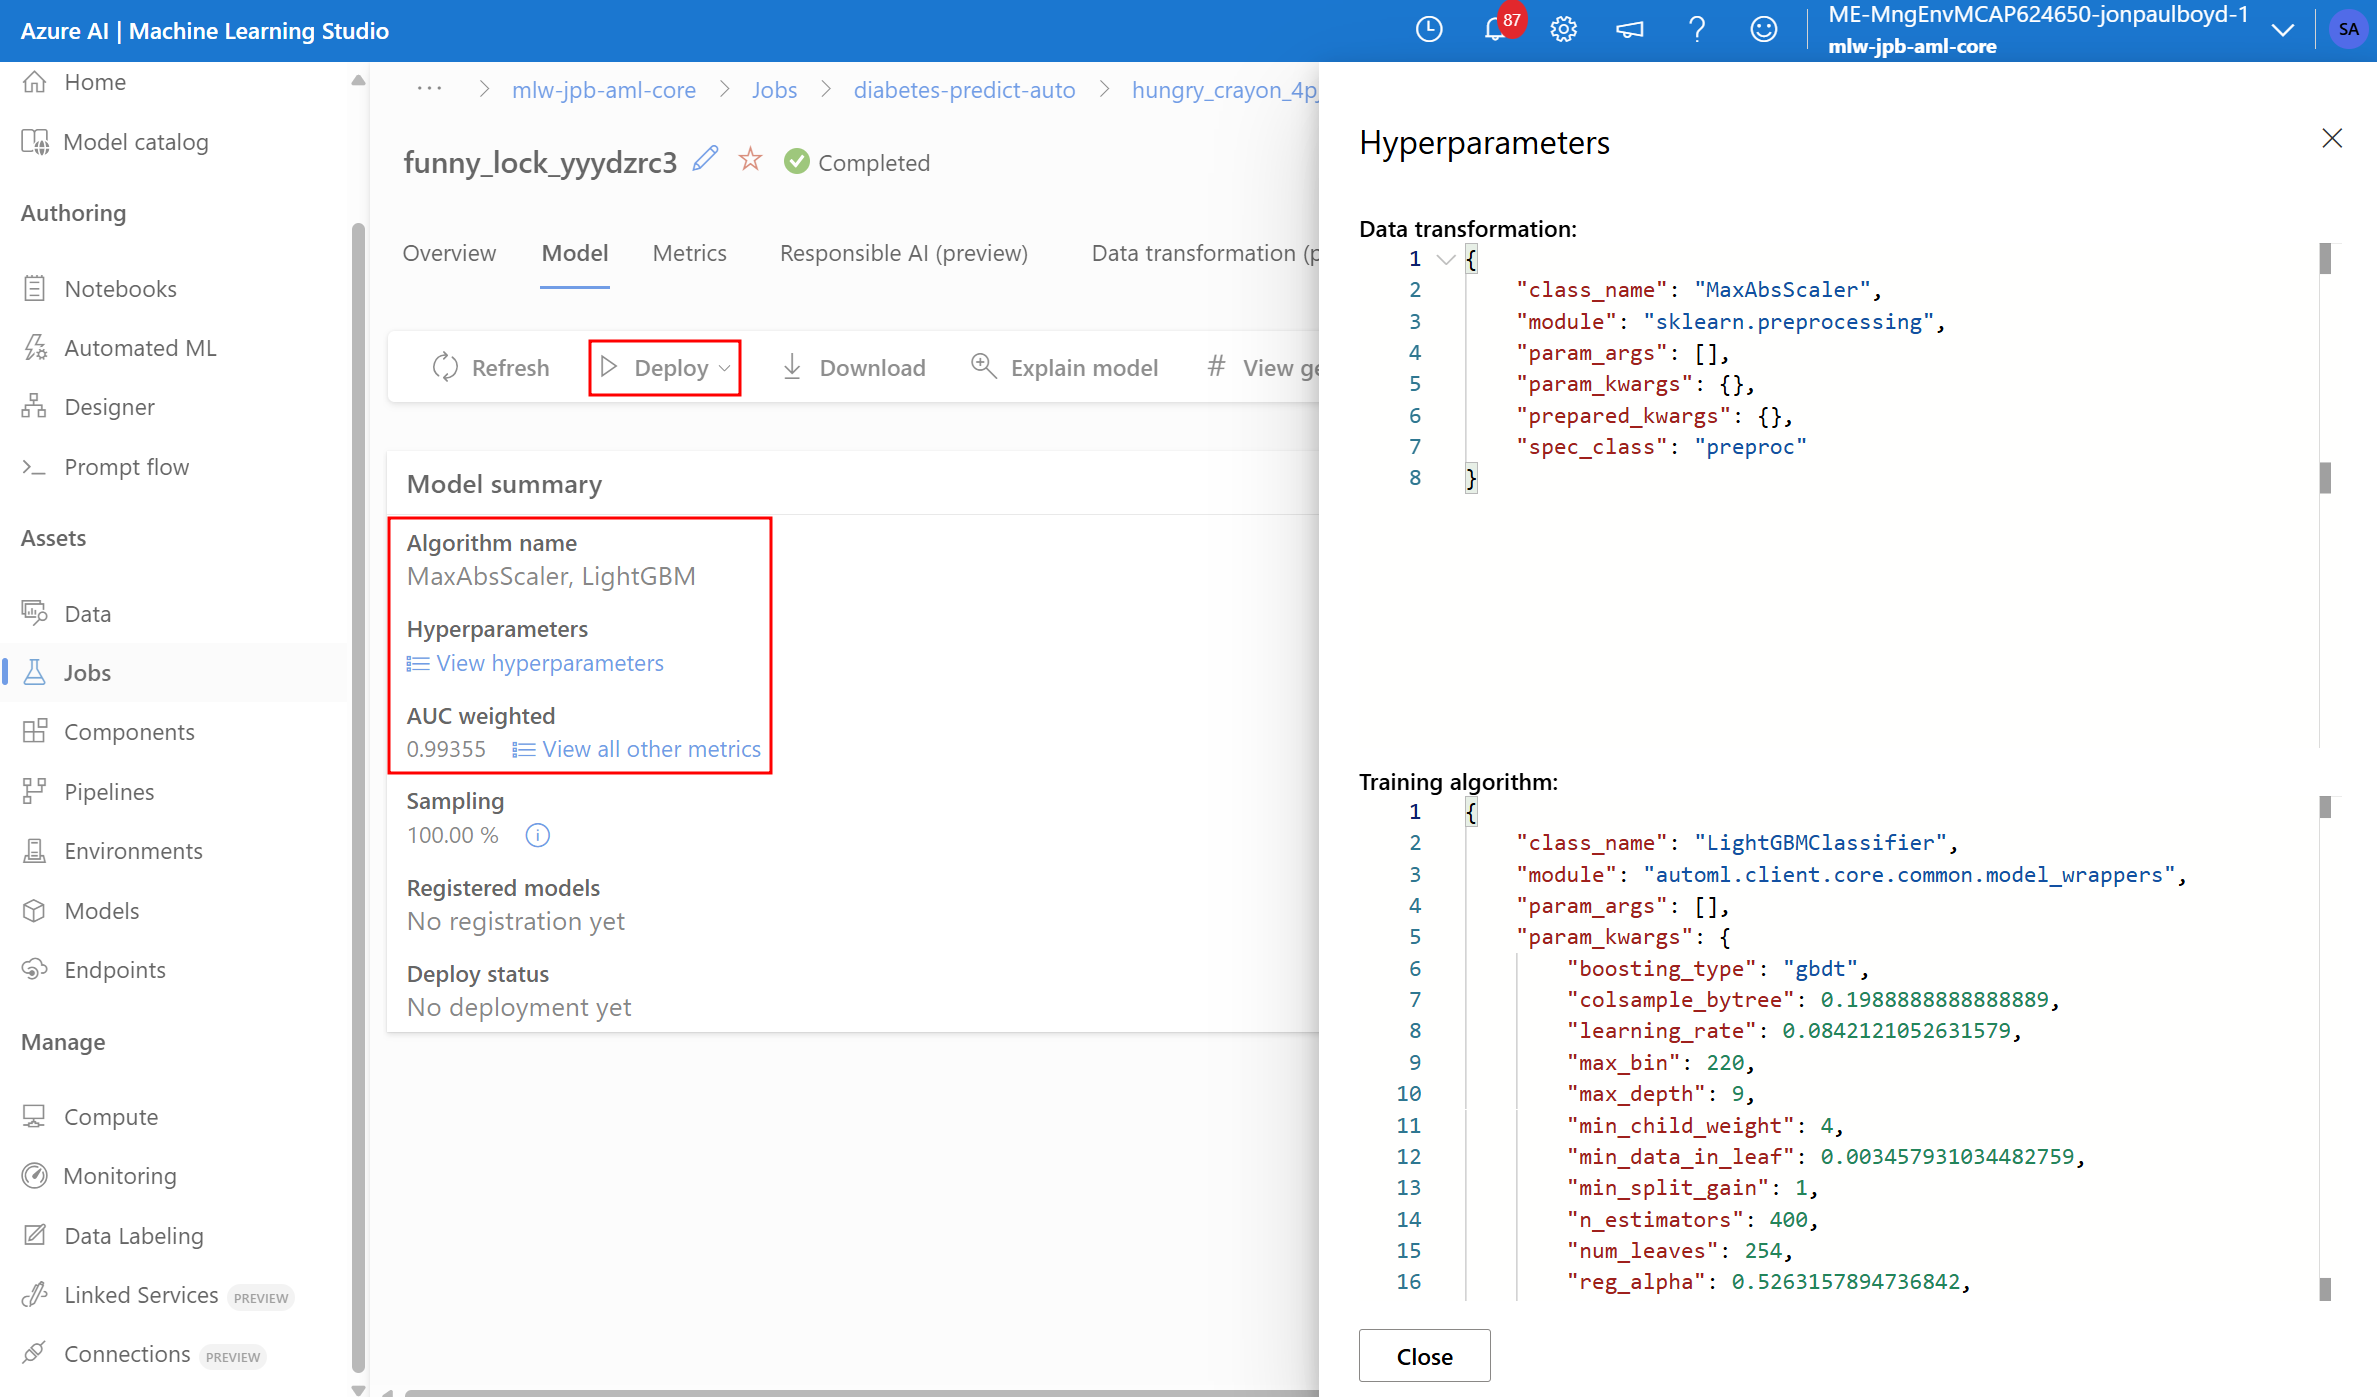 Azure AI | Machine Learning Studio
87
ME-MngEnvMCAP624650-jonpaulboyd-1
mlw-jpb-aml-core
SA
Home
Model catalog
Authoring
Notebooks
Automated ML
Designer
Prompt flow
Assets
Data
Jobs
Components
Pipelines
Environments
Models
Endpoints
Manage
Compute
Monitoring
Data Labeling
Linked Services PREVIEW
Connections PREVIEW
··· > mlw-jpb-aml-core > Jobs > diabetes-predict-auto > hungry_crayon_4p
funny_lock_yyydzrc3 Completed
Overview Model Metrics Responsible AI (preview) Data transformation (p
Refresh Deploy Download Explain model # View ge
Model summary
Algorithm name
MaxAbsScaler, LightGBM
Hyperparameters
View hyperparameters
AUC weighted
0.99355 View all other metrics
Sampling
100.00 %
Registered models
No registration yet
Deploy status
No deployment yet
Hyperparameters
Data transformation:
1 {
2 "class_name": "MaxAbsScaler",
3 "module": "sklearn.preprocessing",
4 "param_args": [],
5 "param_kwargs": {},
6 "prepared_kwargs": {},
7 "spec_class": "preproc"
8 }
Training algorithm:
1 {
2 "class_name": "LightGBMClassifier",
3 "module": "automl.client.core.common.model_wrappers",
4 "param_args": [],
5 "param_kwargs": {
6 "boosting_type": "gbdt",
7 "colsample_bytree": 0.1988888888888889,
8 "learning_rate": 0.0842121052631579,
9 "max_bin": 220,
10 "max_depth": 9,
11 "min_child_weight": 4,
12 "min_data_in_leaf": 0.003457931034482759,
13 "min_split_gain": 1,
14 "n_estimators": 400,
15 "num_leaves": 254,
16 "reg_alpha": 0.5263157894736842,
Close